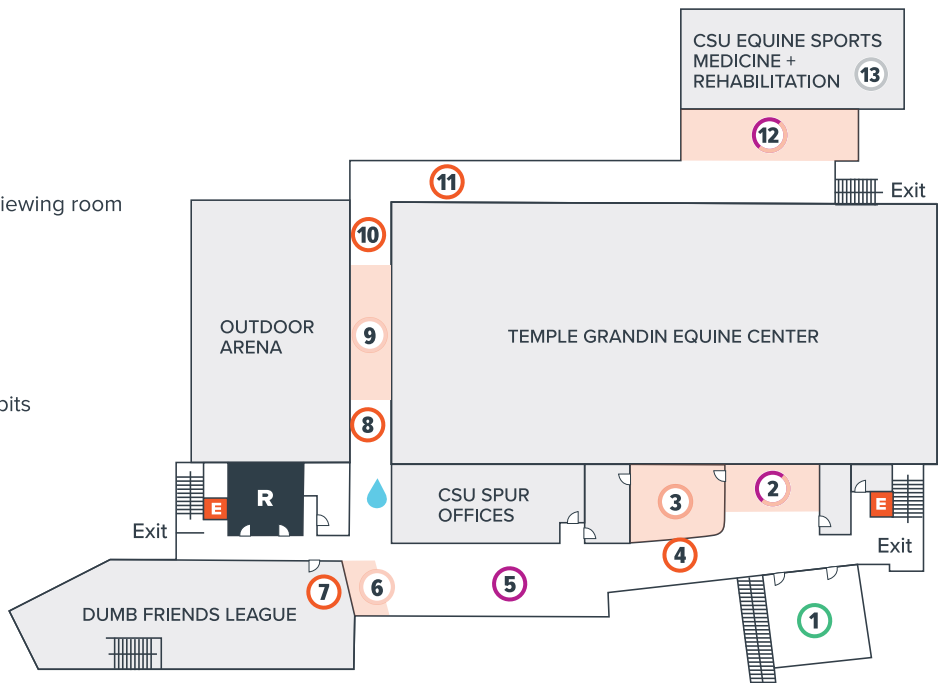 CSU EQUINE SPORTS
MEDICINE +
REHABILITATION
13
12
11
Exit
iewing room
10
OUTDOOR
ARENA
9
TEMPLE GRANDIN EQUINE CENTER
8
CSU SPUR
OFFICES
3
2
E
R
E
Exit
4
Exit
5
6
7
DUMB FRIENDS LEAGUE
1